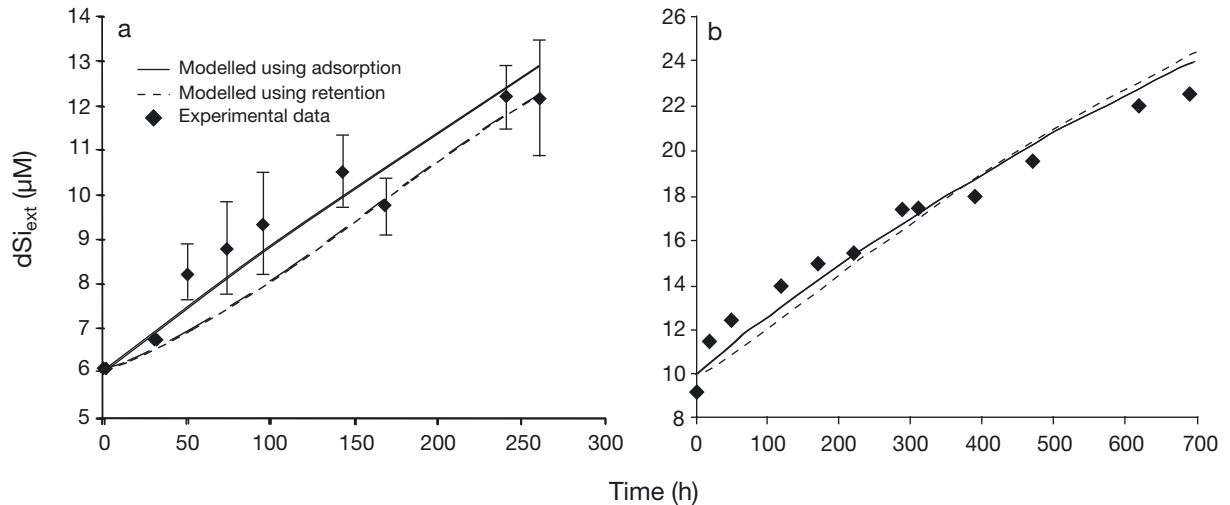 a
Modelled using adsorption
Modelled using retention
Experimental data
14
13
12
11
10
9
8
7
6
5
0 50 100 150 200 250 300
dSiext (µM)
b
26
24
22
20
18
16
14
12
10
8
0 100 200 300 400 500 600 700
Time (h)